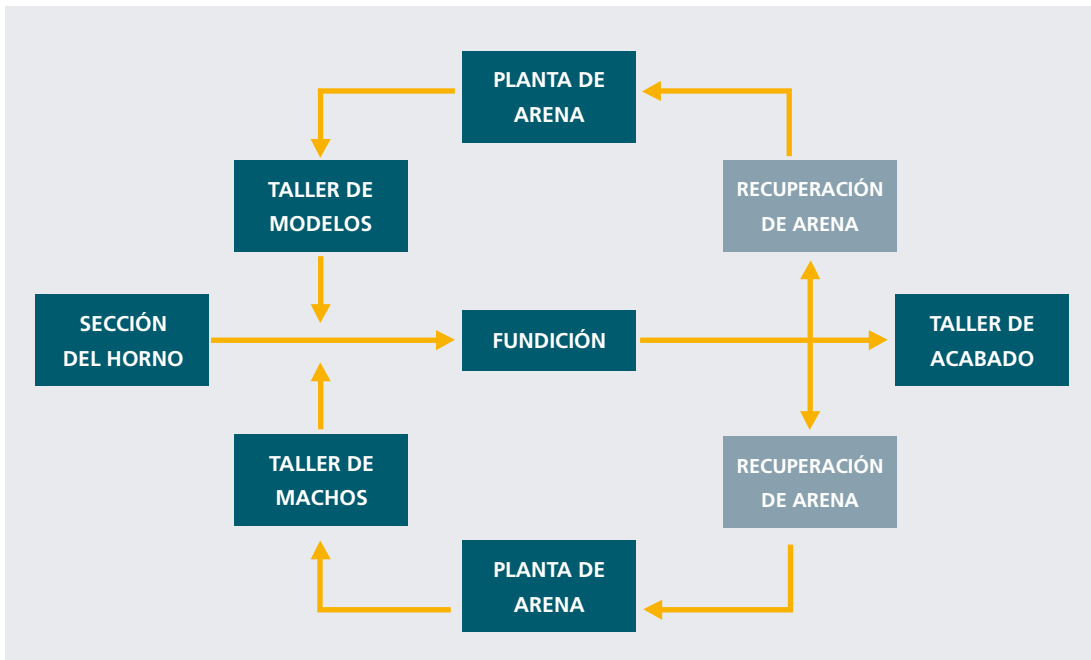 PLANTA DE
ARENA
TALLER DE
MODELOS
RECUPERACIÓN
DE ARENA
SECCIÓN
DEL HORNO
FUNDICIÓN
TALLER DE
ACABADO
TALLER DE
MACHOS
RECUPERACIÓN
DE ARENA
PLANTA DE
ARENA